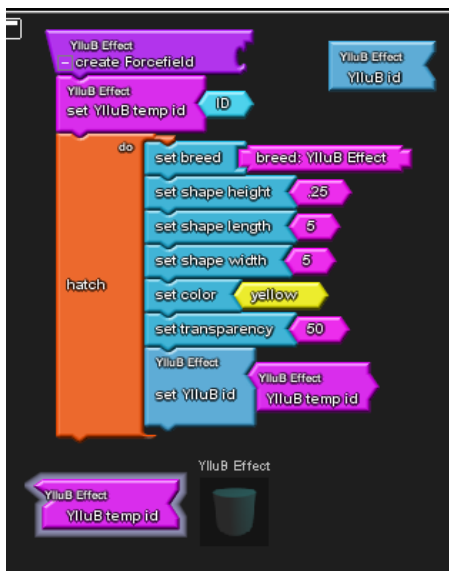 YlluB Effect
create Forcefield
YlluB Effect
YlluB id
YlluB Effect
set YlluB temp id ID
do
set breed breed: YlluB Effect
set shape height .25
set shape length 5
set shape width 5
hatch
set color yellow
set transparency 50
YlluB Effect
set YlluB id
YlluB Effect
YlluB temp id
YlluB Effect
YlluB Effect
YlluB temp id